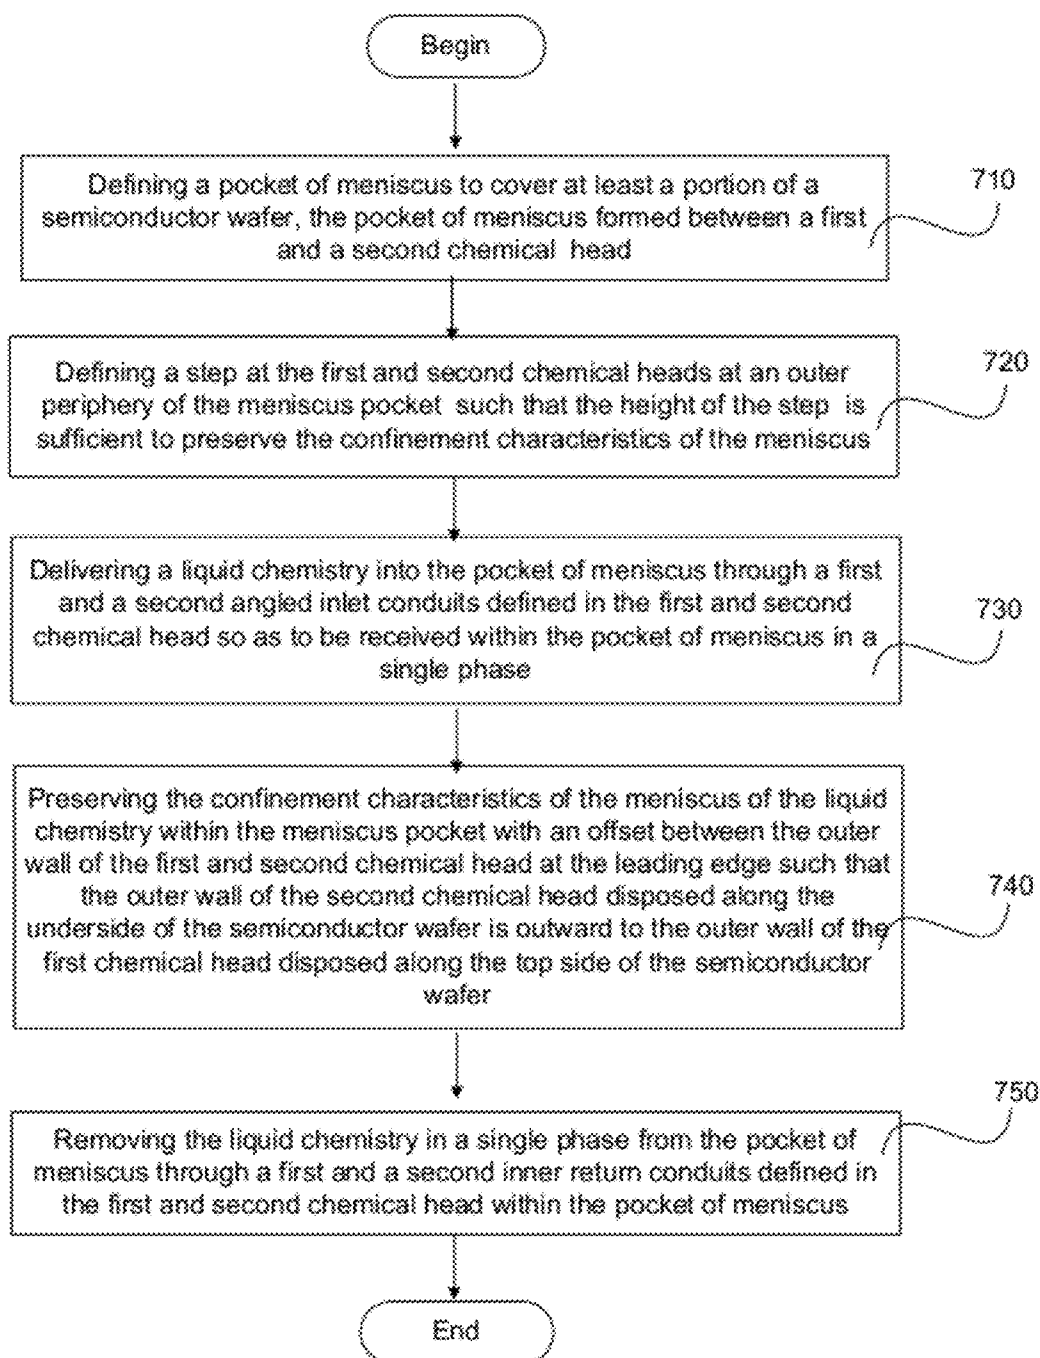 Begin
Defining a pocket of meniscus to cover at least a portion of a
semiconductor wafer, the pocket of meniscus formed between a first
and a second chemical head
710
Defining a step at the first and second chemical heads at an outer
periphery of the meniscus pocket such that the height of the step is
sufficient to preserve the confinement characteristics of the meniscus
720
Delivering a liquid chemistry into the pocket of meniscus through a first
and a second angled inlet conduits defined in the first and second
chemical head so as to be received within the pocket of meniscus in a
single phase
730
Preserving the confinement characteristics of the meniscus of the liquid
chemistry within the meniscus pocket with an offset between the outer
wall of the first and second chemical head at the leading edge such that
the outer wall of the second chemical head disposed along the
underside of the semiconductor wafer is outward to the outer wall of the
first chemical head disposed along the top side of the semiconductor
wafer
740
Removing the liquid chemistry in a single phase from the pocket of
meniscus through a first and a second inner return conduits defined in
the first and second chemical head within the pocket of meniscus
750
End